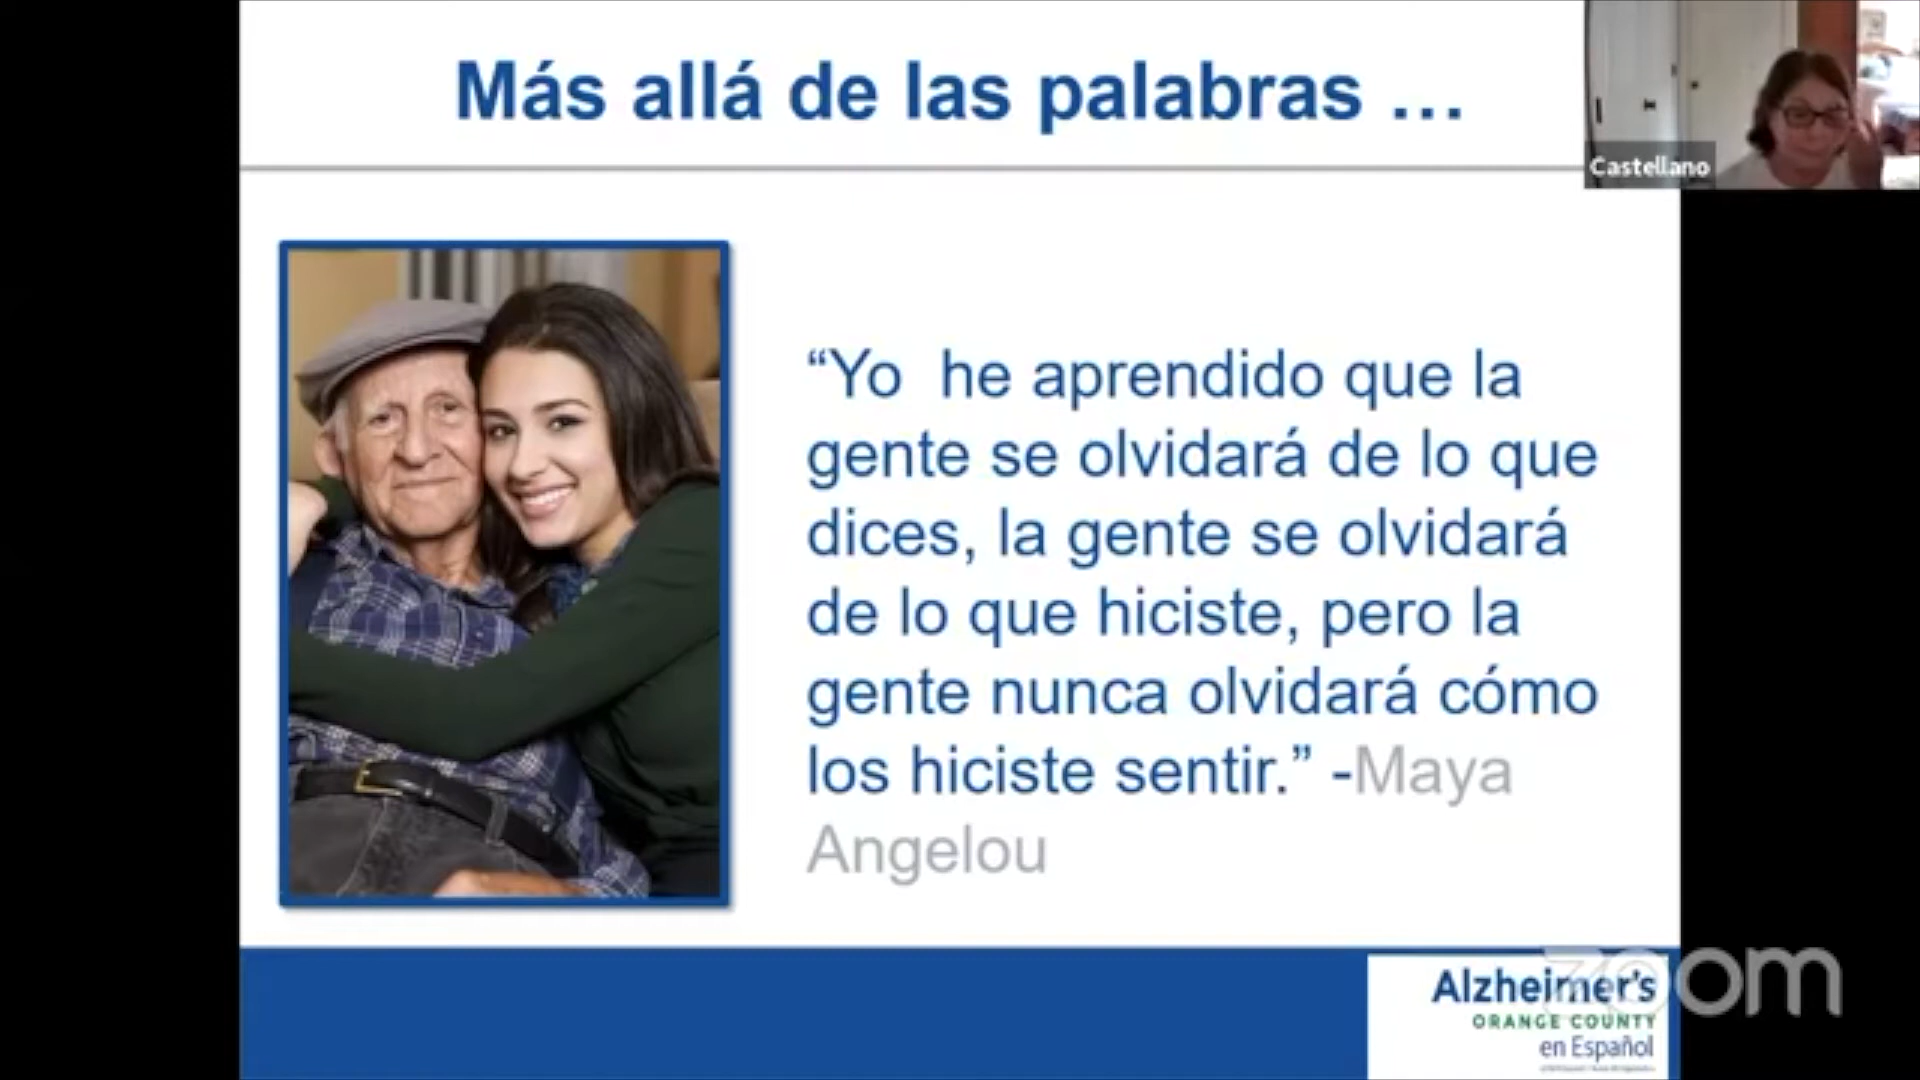 Más allá de las palabras ...
Castellano
“Yo he aprendido que la
gente se olvidará de lo que
dices, la gente se olvidará
de lo que hiciste, pero la
gente nunca olvidará cómo
los hiciste sentir.” -Maya
Angelou
zoom
Alzheimer's
ORANGE COUNTY
en Español